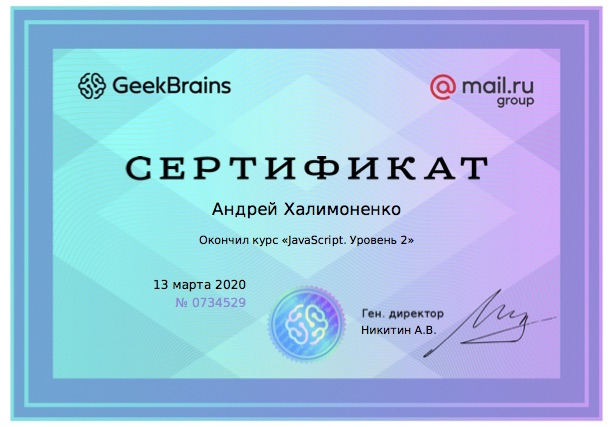 GeekBrains
@mail.ru
group
СЕРТИФИКАТ
Андрей Халимоненко
Окончил курс «JavaScript. Уровень 2»
13 марта 2020
№ 0734529
Ген. директор
Никитин А.В.